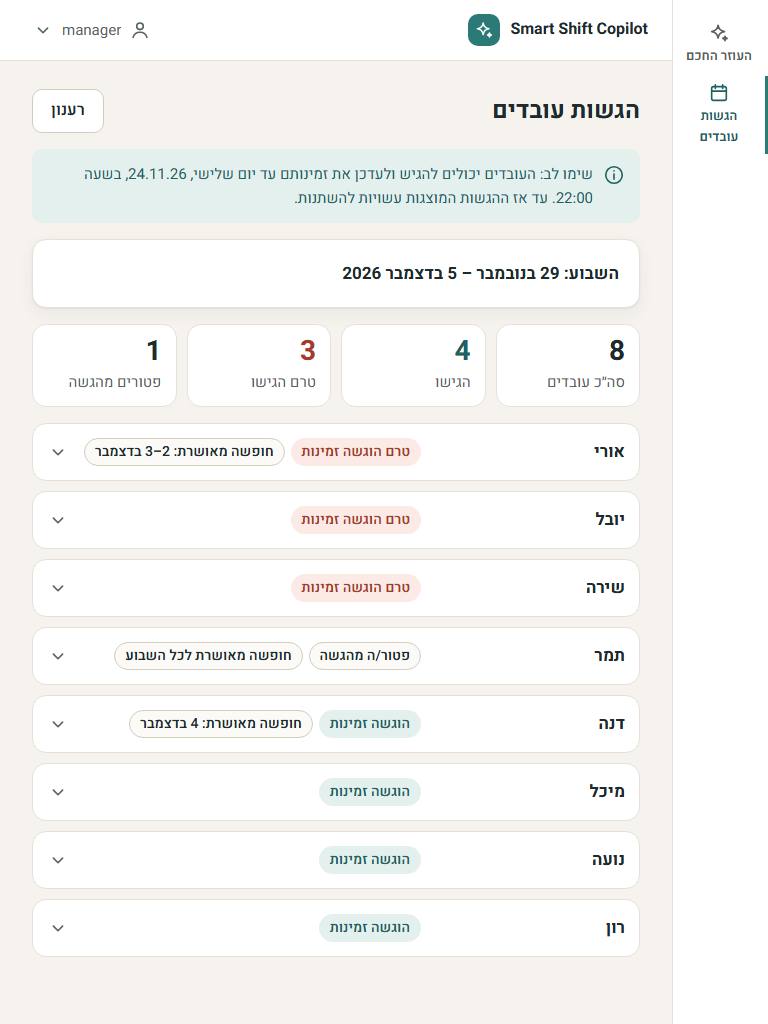 Smart Shift Copilot
manager
העוזר החכם
הגשות
עובדים
הגשות עובדים
רענון
שימו לב: העובדים יכולים להגיש ולעדכן את זמינותם עד יום שלישי, 24.11.26, בשעה
22:00. עד אז ההגשות המוצגות עשויות להשתנות.
השבוע: 29 בנובמבר – 5 בדצמבר 2026
8
סה"כ עובדים
4
הגישו
3
טרם הגישו
1
פטורים מהגשה
אורי טרם הוגשה זמינות חופשה מאושרת: 2–3 בדצמבר
יובל טרם הוגשה זמינות
שירה טרם הוגשה זמינות
תמר פטור/ה מהגשה חופשה מאושרת לכל השבוע
דנה הוגשה זמינות חופשה מאושרת: 4 בדצמבר
מיכל הוגשה זמינות
נועה הוגשה זמינות
רון הוגשה זמינות